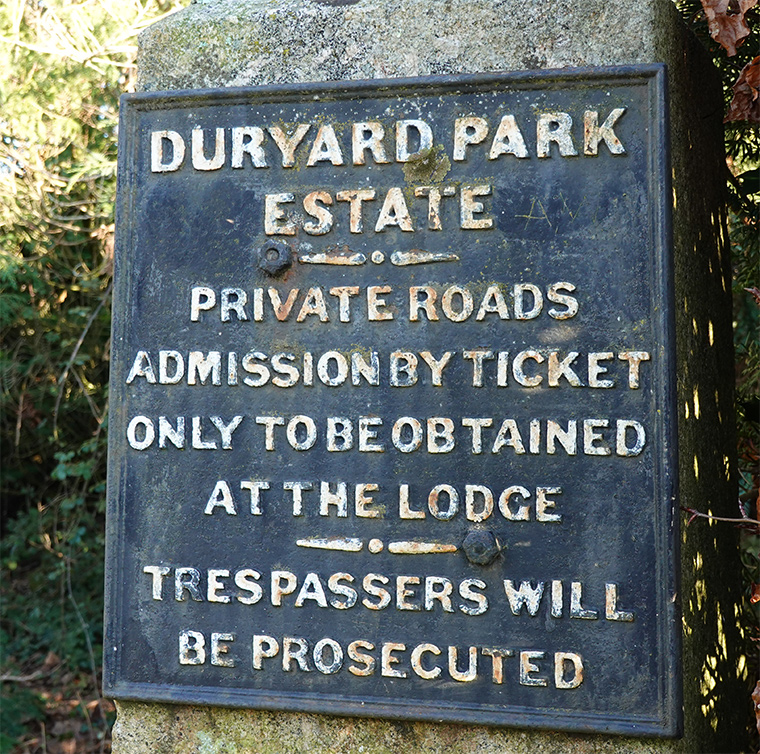 DURYARD PARK
ESTATE
PRIVATE ROADS
ADMISSION BY TICKET
ONLY TO BE OBTAINED
AT THE LODGE
TRESPASSERS WILL
BE PROSECUTED